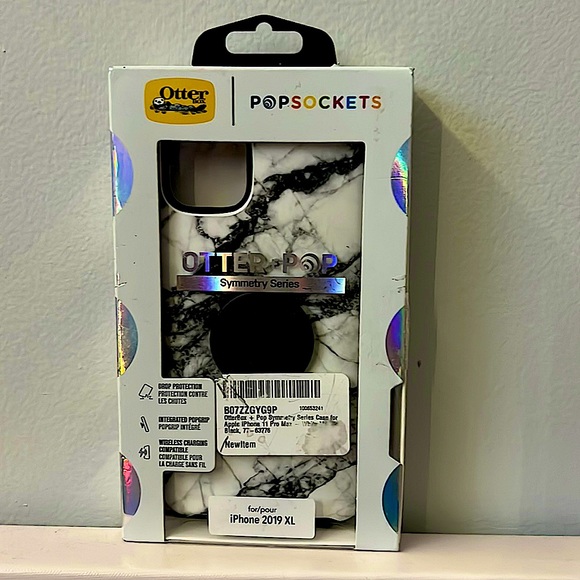 Otter
BOX
POPSOCKETS
OTTER + POP
Symmetry Series
DROP PROTECTION
PROTECTION CONTRE
LES CHUTES
INTEGRATED POPGRIP
POPGRIP INTÉGRÉ
WIRELESS CHARGING
COMPATIBLE
COMPATIBLE POUR
LA CHARGE SANS FIL
B07ZZGYG9P 100653241
OtterBox + Pop Symmetry Series Case for
Apple iPhone 11 Pro Max - White
Black, 77-63776
NewItem
for/pour
iPhone 2019 XL